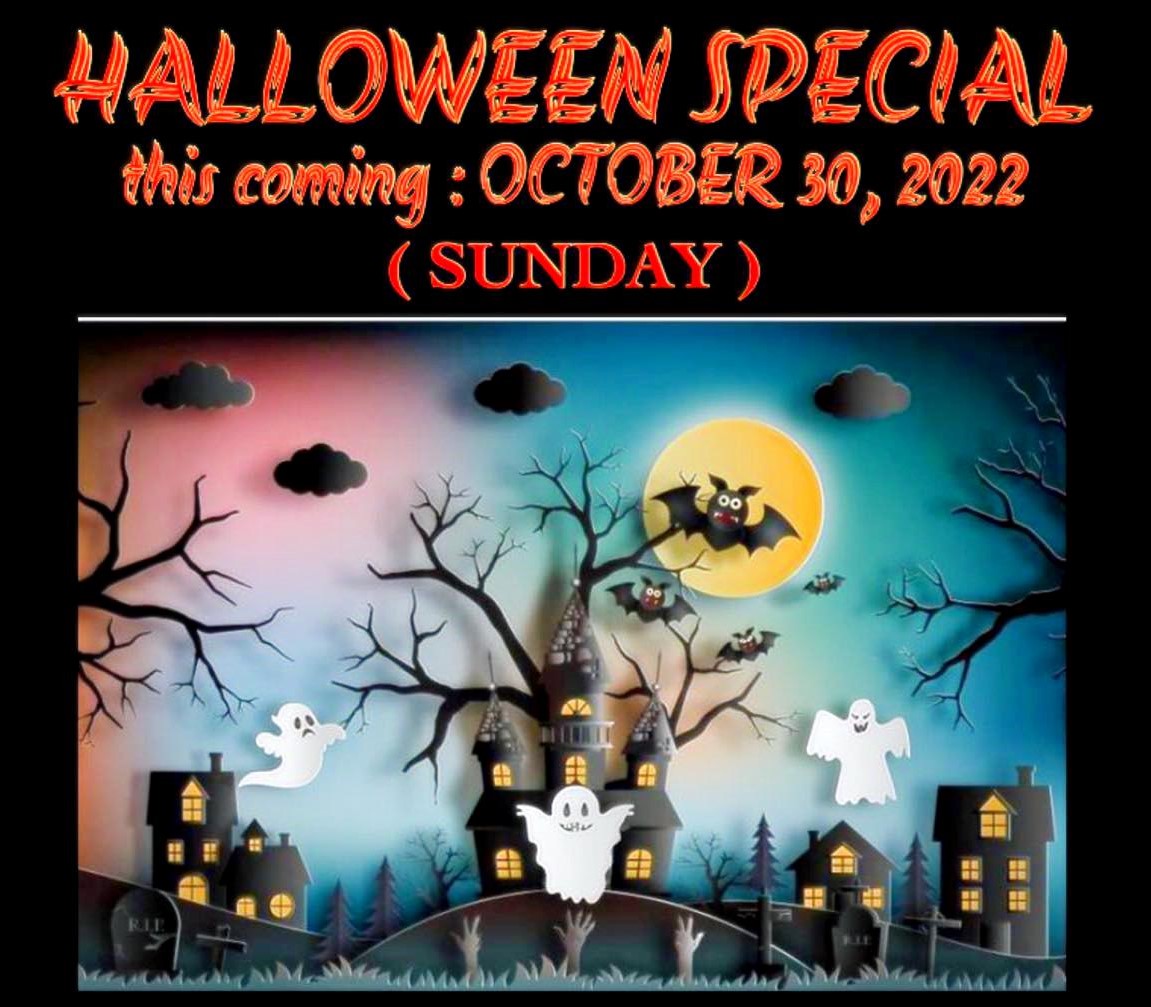 HALLOWEEN SPECIAL
this coming : OCTOBER 30, 2022
( SUNDAY )
R.I.P
R.I.P